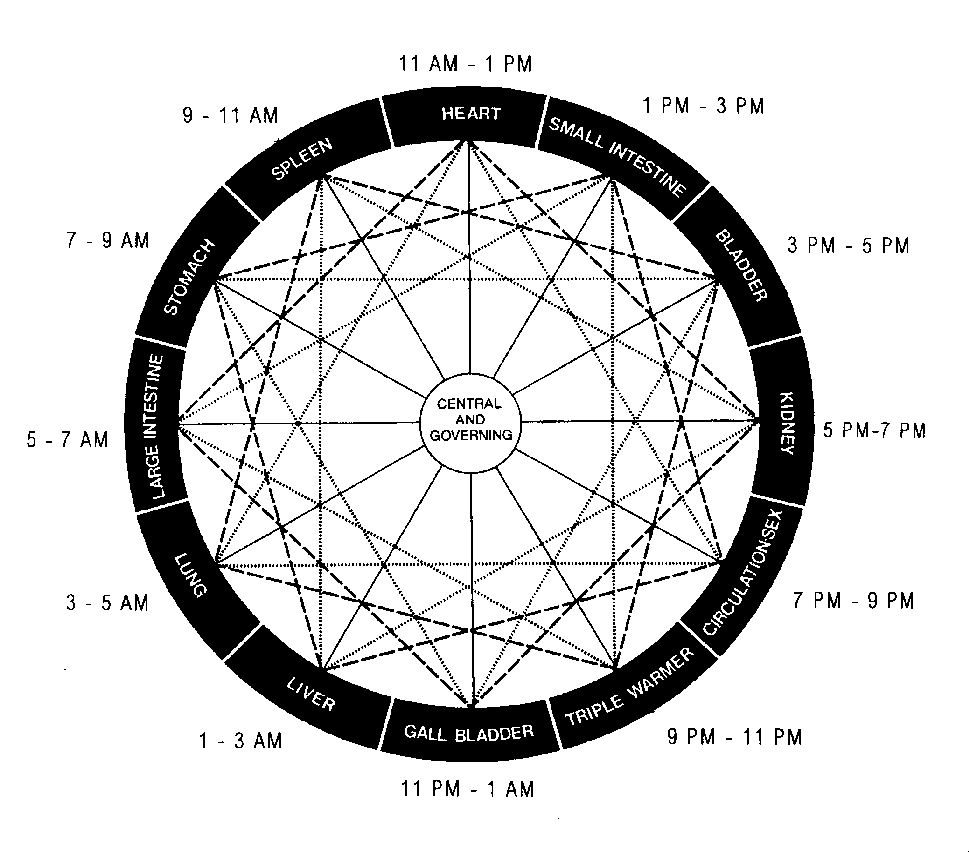 11 AM - 1 PM
HEART
1 PM - 3 PM
SMALL INTESTINE
3 PM - 5 PM
BLADDER
5 PM-7 PM
KIDNEY
7 PM - 9 PM
CIRCULATION-SEX
9 PM - 11 PM
TRIPLE WARMER
11 PM - 1 AM
GALL BLADDER
1 - 3 AM
LIVER
3 - 5 AM
LUNG
5 - 7 AM
LARGE INTESTINE
7 - 9 AM
STOMACH
9 - 11 AM
SPLEEN
CENTRAL
AND
GOVERNING